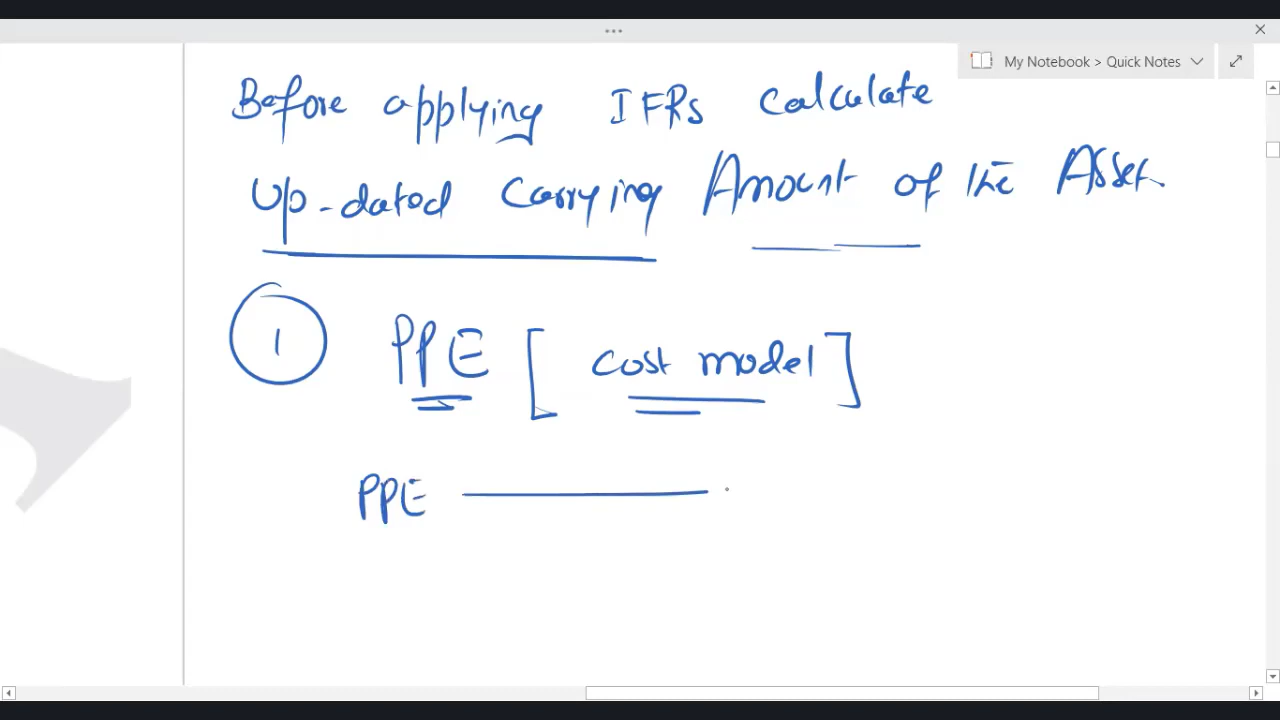 My Notebook > Quick Notes
Before applying IFRs calculate
Up-dated Carrying Amount of the Asset.
1 PPE [ cost model ]
PPE